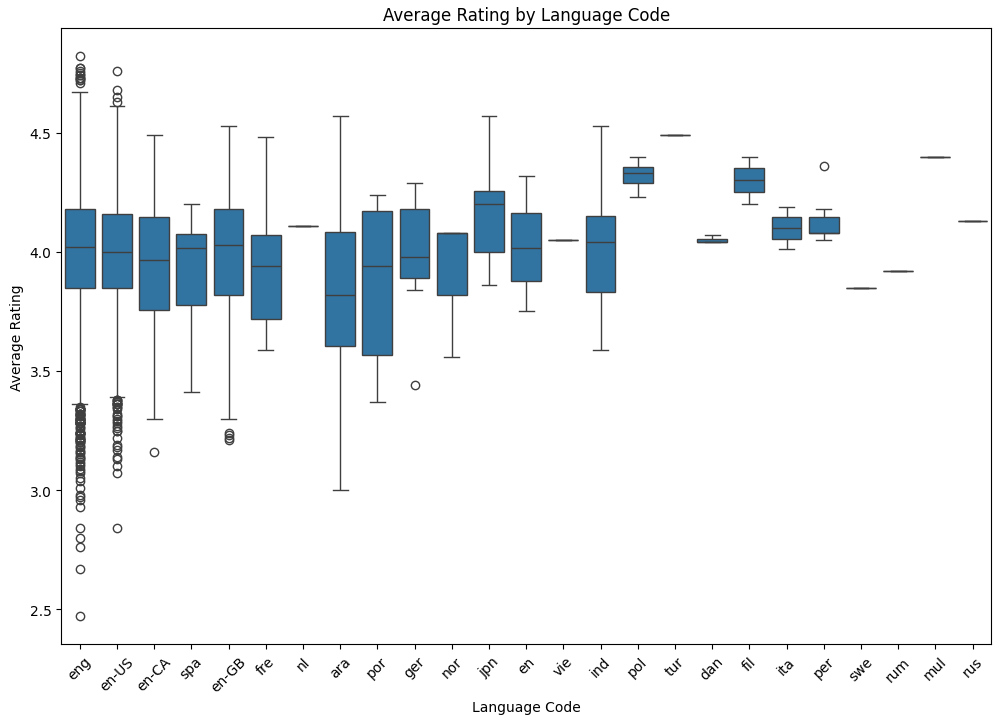 Average Rating by Language Code
Average Rating
4.5
4.0
3.5
3.0
2.5
eng en-US en-CA spa en-GB fre nl ara por ger nor jpn en vie ind pol tur dan fil ita per swe rum mul rus
Language Code